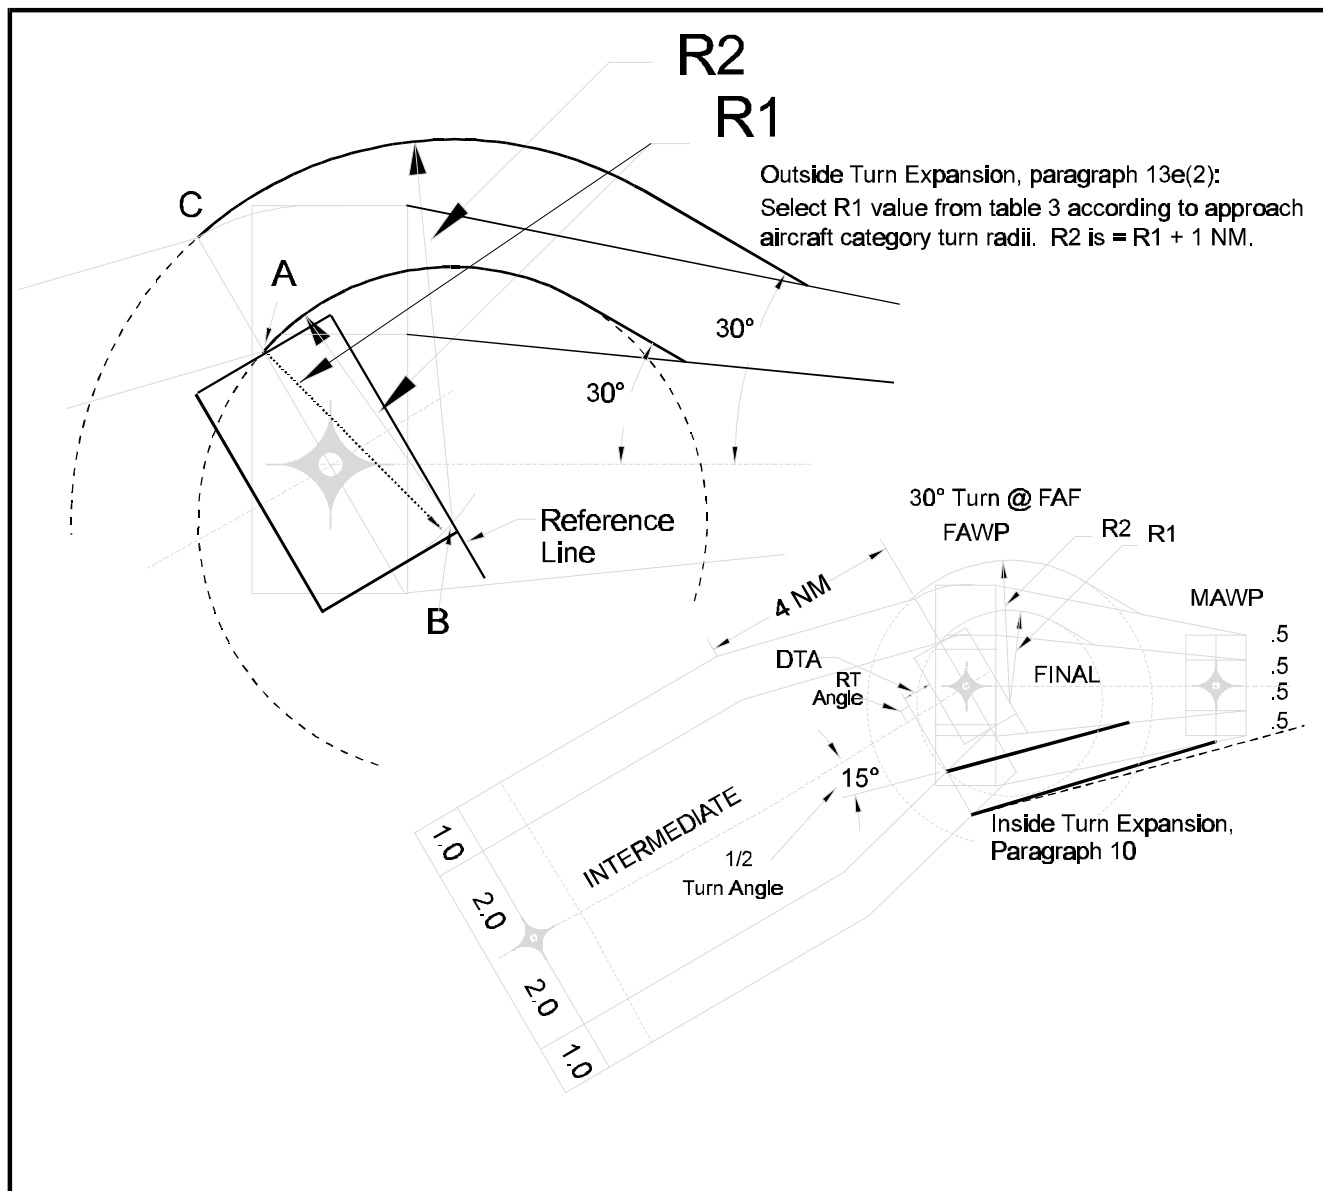 R2
R1
Outside Turn Expansion, paragraph 13e(2):
Select R1 value from table 3 according to approach
aircraft category turn radii. R2 is = R1 + 1 NM.
C
A
30°
30°
Reference
Line
B
30° Turn @ FAF
FAWP
R2 R1
MAWP
4 NM
.5
.5
.5
.5
DTA
RT
Angle
FINAL
15°
INTERMEDIATE
1/2
Turn Angle
Inside Turn Expansion,
Paragraph 10
1.0
2.0
2.0
1.0